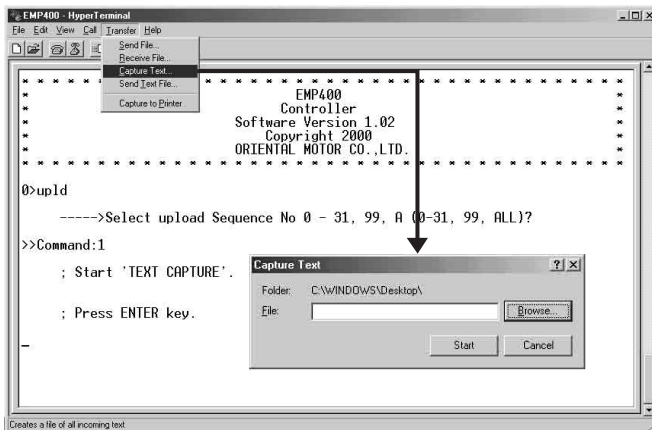 EMP400 - HyperTerminal
File Edit View Call Transfer Help
Send File...
Receive File...
Capture Text...
Send Text File...
Capture to Printer
* * * * * * * * * * * * * * * * * * * * * * * * * * * * * * * * * * * * *
* EMP400 *
* Controller *
* Software Version 1.02 *
* Copyright 2000 *
* ORIENTAL MOTOR CO.,LTD. *
* * * * * * * * * * * * * * * * * * * * * * * * * * * * * * * * * * * * *
0>upld
----->Select upload Sequence No 0 - 31, 99, A (0-31, 99, ALL)?
>>Command:1
; Start 'TEXT CAPTURE'.
; Press ENTER key.
_
Capture Text
Folder: C:\WINDOWS\Desktop\
File: Browse...
Start Cancel
Creates a file of all incoming text